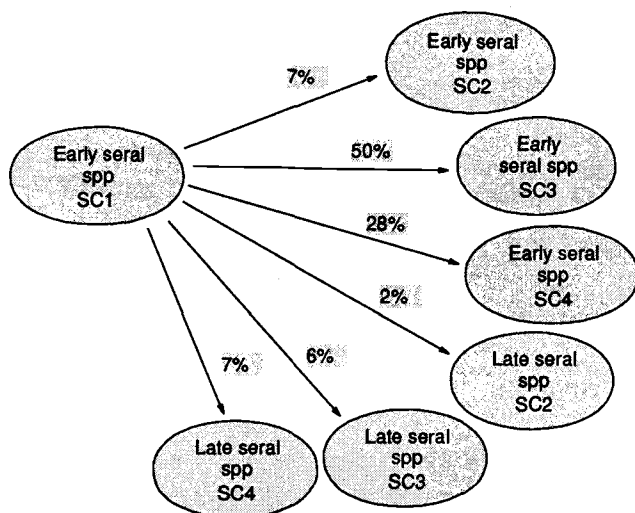 Early seral
spp
SC2
7%
Early seral
spp
SC1
50%
Early
seral spp
SC3
28%
Early seral
spp
SC4
2%
Late seral
spp
SC2
6%
7%
Late seral
spp
SC4
Late seral
spp
SC3